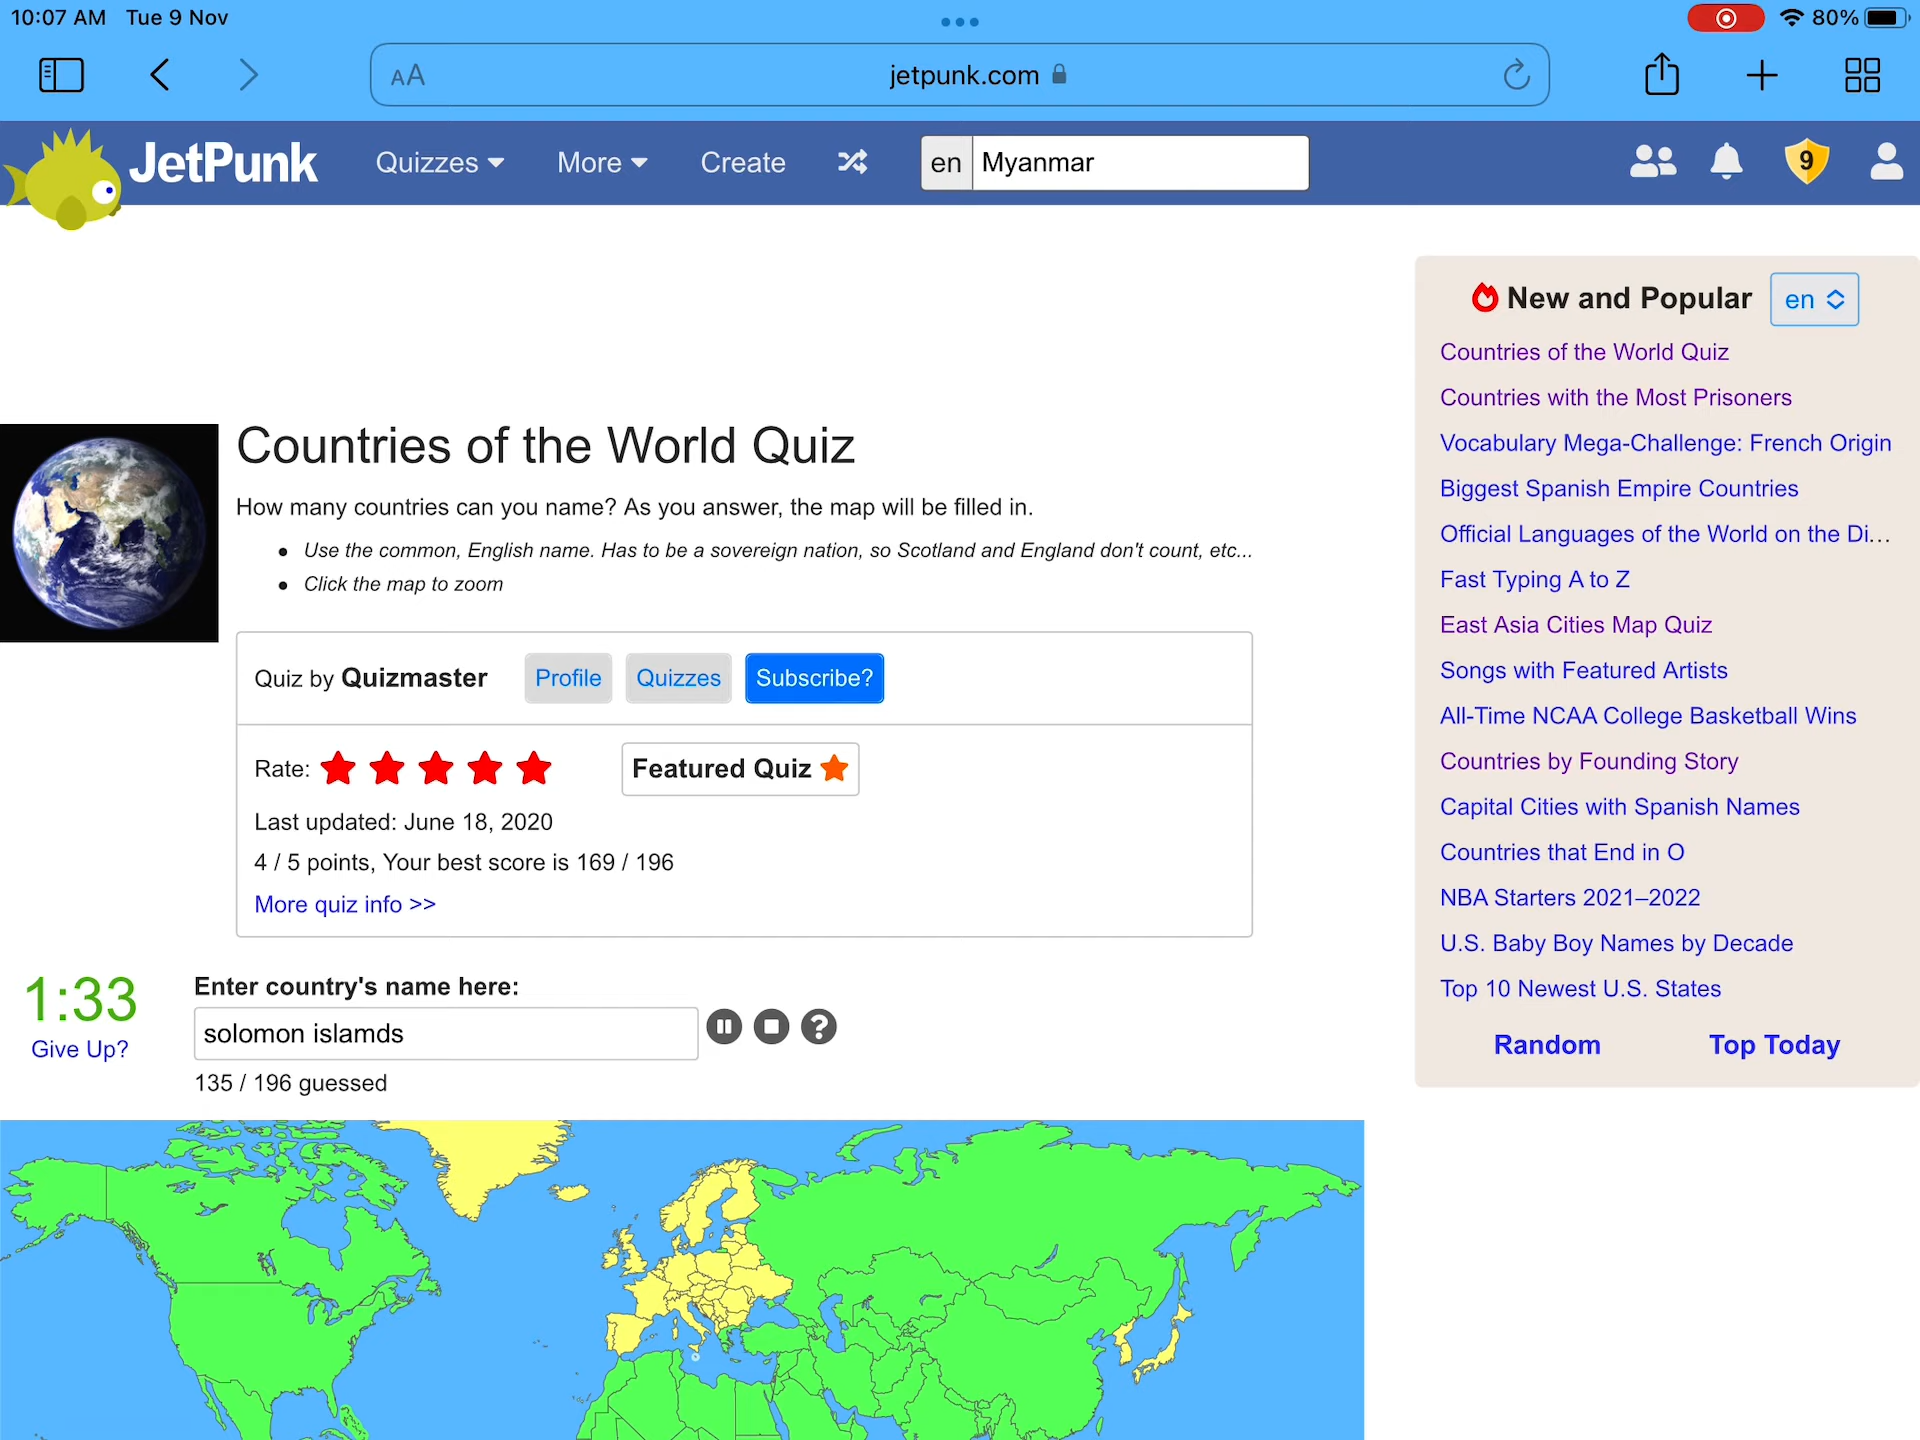 10:07 AM Tue 9 Nov
80%
AA
jetpunk.com
JetPunk
Quizzes
More
Create
en
Myanmar
9
New and Popular
en
Countries of the World Quiz
Countries with the Most Prisoners
Vocabulary Mega-Challenge: French Origin
Biggest Spanish Empire Countries
Official Languages of the World on the Di...
Fast Typing A to Z
East Asia Cities Map Quiz
Songs with Featured Artists
All-Time NCAA College Basketball Wins
Countries by Founding Story
Capital Cities with Spanish Names
Countries that End in O
NBA Starters 2021–2022
U.S. Baby Boy Names by Decade
Top 10 Newest U.S. States
Random
Top Today
Countries of the World Quiz
How many countries can you name? As you answer, the map will be filled in.
• Use the common, English name. Has to be a sovereign nation, so Scotland and England don't count, etc...
• Click the map to zoom
Quiz by Quizmaster
Profile
Quizzes
Subscribe?
Rate:
Featured Quiz
Last updated: June 18, 2020
4 / 5 points, Your best score is 169 / 196
More quiz info >>
1:33
Give Up?
Enter country's name here:
solomon islamds
?
135 / 196 guessed